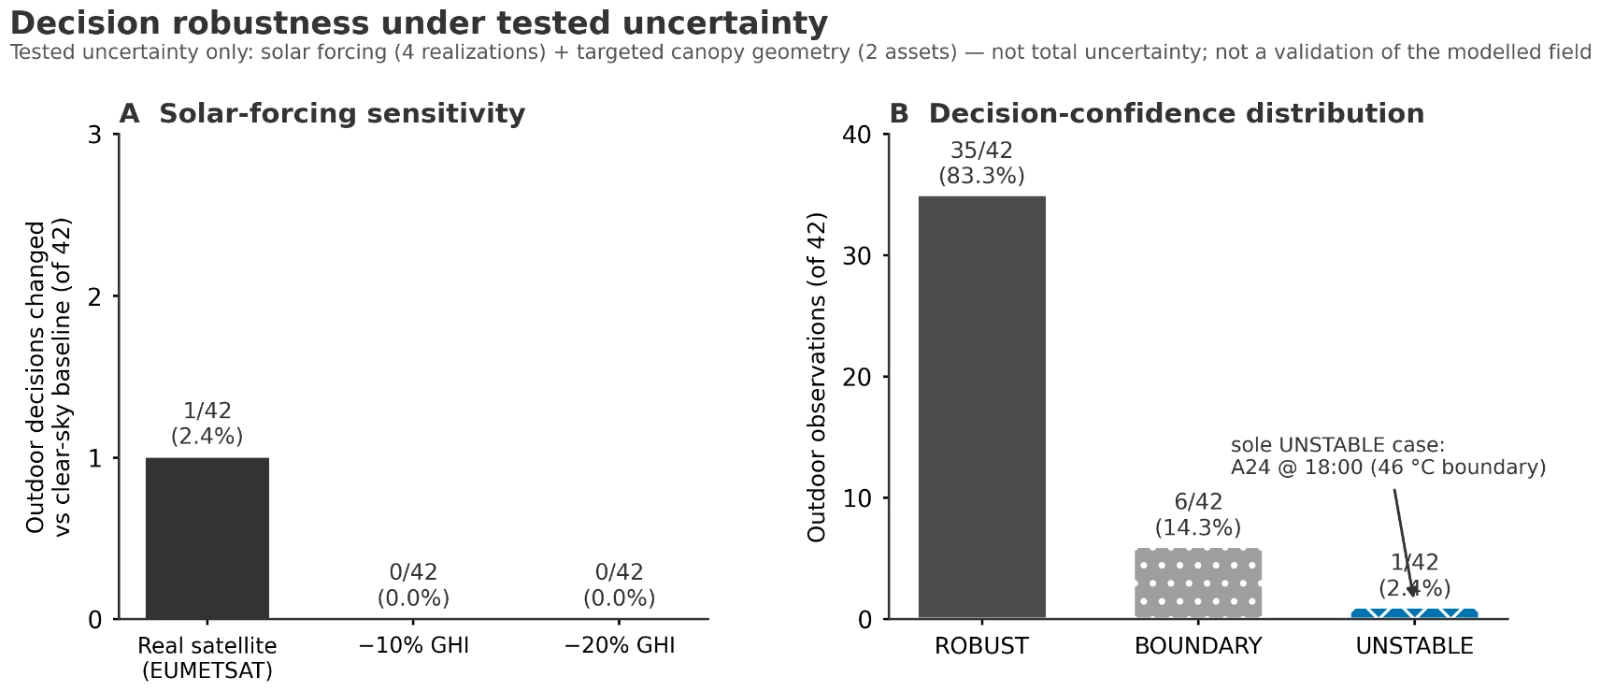 Decision robustness under tested uncertainty
Tested uncertainty only: solar forcing (4 realizations) + targeted canopy geometry (2 assets) — not total uncertainty; not a validation of the modelled field
A Solar-forcing sensitivity
Outdoor decisions changed
vs clear-sky baseline (of 42)
3
2
1
0
1/42
(2.4%)
0/42
(0.0%)
0/42
(0.0%)
Real satellite
(EUMETSAT)
−10% GHI
−20% GHI
B Decision-confidence distribution
Outdoor observations (of 42)
40
30
20
10
0
35/42
(83.3%)
6/42
(14.3%)
sole UNSTABLE case:
A24 @ 18:00 (46 °C boundary)
1/42
(2.4%)
ROBUST
BOUNDARY
UNSTABLE